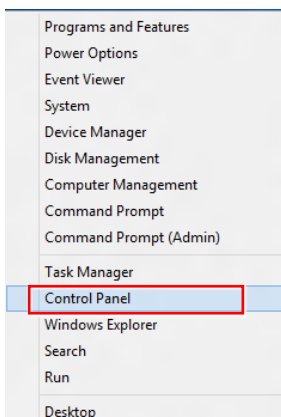 Programs and Features
Power Options
Event Viewer
System
Device Manager
Disk Management
Computer Management
Command Prompt
Command Prompt (Admin)
Task Manager
Control Panel
Windows Explorer
Search
Run
Desktop